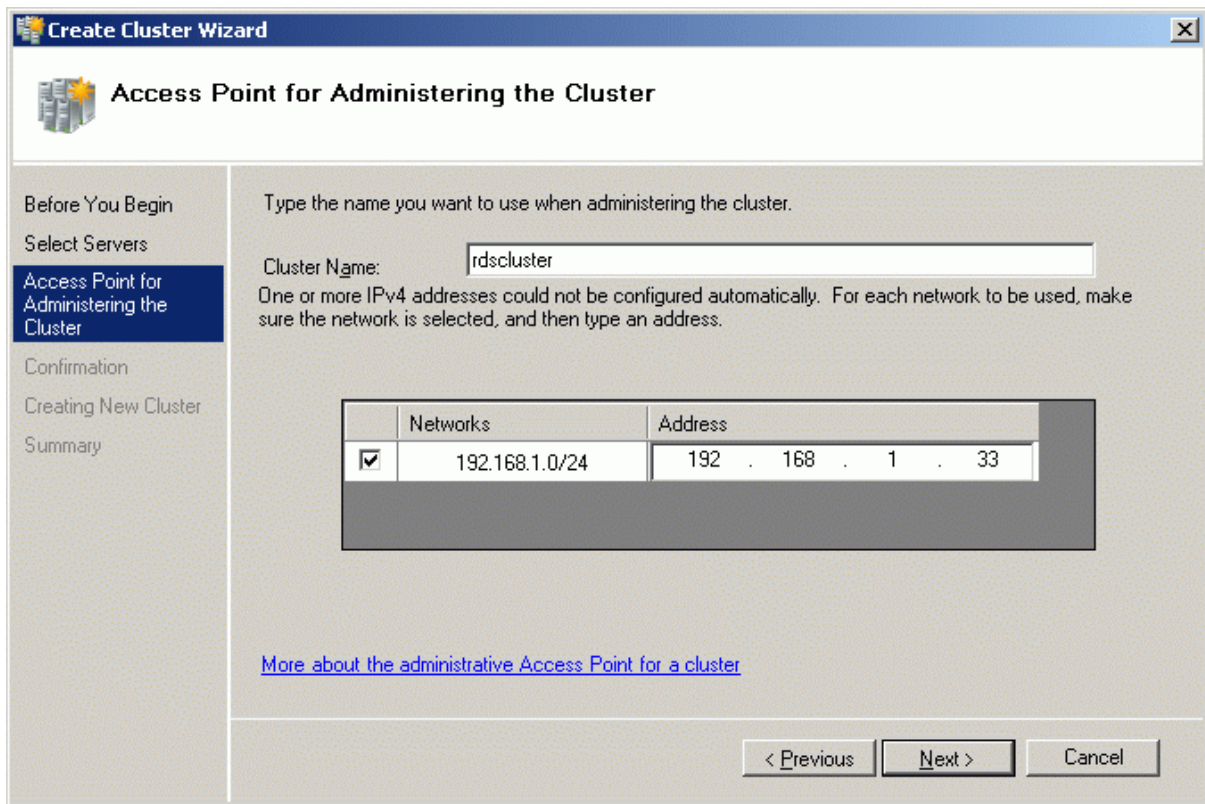 Create Cluster Wizard
Access Point for Administering the Cluster
Before You Begin
Select Servers
Access Point for
Administering the
Cluster
Confirmation
Creating New Cluster
Summary
Type the name you want to use when administering the cluster.
Cluster Name: rdscluster
One or more IPv4 addresses could not be configured automatically. For each network to be used, make
sure the network is selected, and then type an address.
Networks Address
192.168.1.0/24 192 . 168 . 1 . 33
More about the administrative Access Point for a cluster
< Previous Next > Cancel